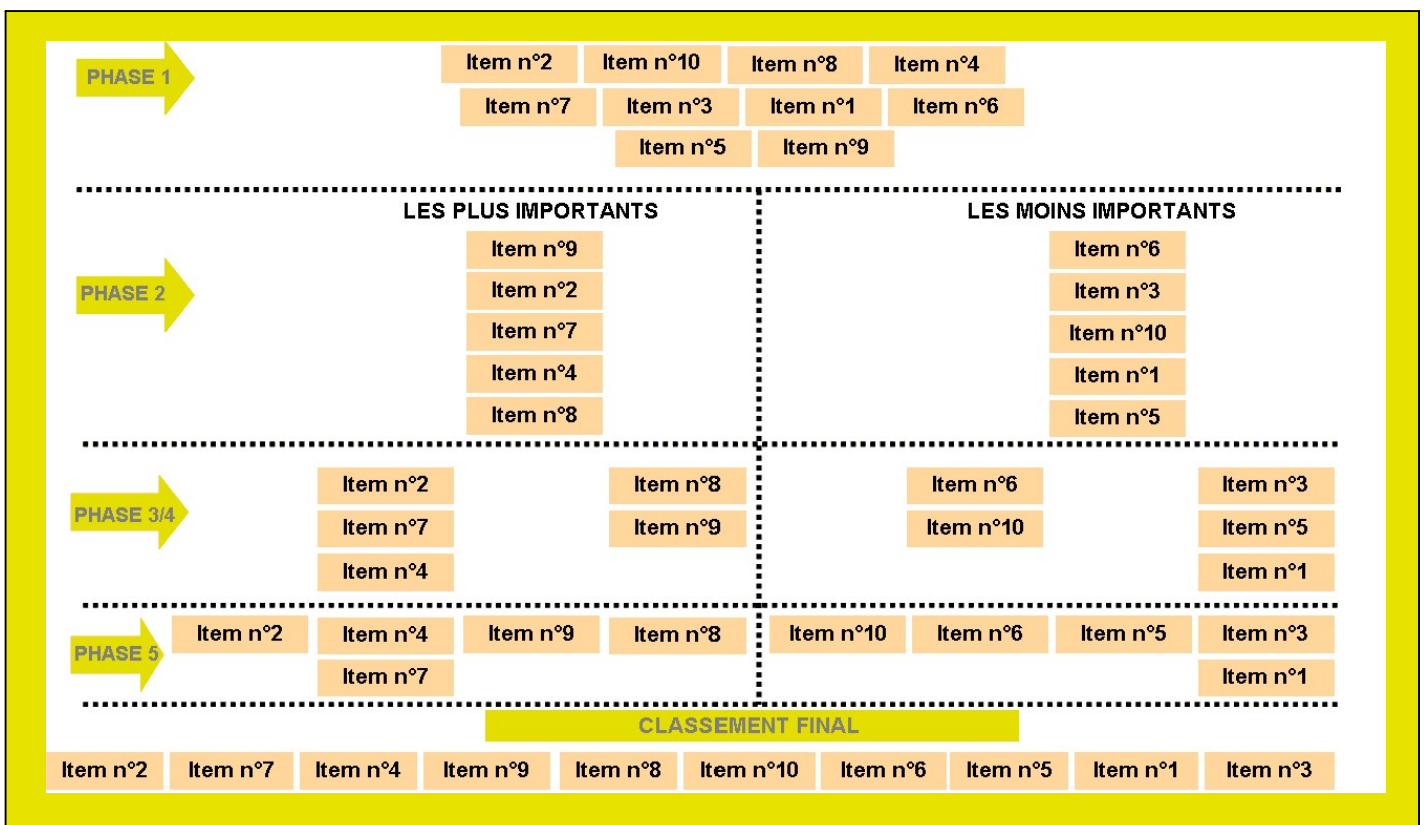 PHASE 1
Item n°2 Item n°10 Item n°8 Item n°4
Item n°7 Item n°3 Item n°1 Item n°6
Item n°5 Item n°9
LES PLUS IMPORTANTS LES MOINS IMPORTANTS
PHASE 2
Item n°9 Item n°6
Item n°2 Item n°3
Item n°7 Item n°10
Item n°4 Item n°1
Item n°8 Item n°5
PHASE 3/4
Item n°2 Item n°8 Item n°6 Item n°3
Item n°7 Item n°9 Item n°10 Item n°5
Item n°4 Item n°1
PHASE 5
Item n°2 Item n°4 Item n°9 Item n°8 Item n°10 Item n°6 Item n°5 Item n°3
Item n°7 Item n°1
CLASSEMENT FINAL
Item n°2 Item n°7 Item n°4 Item n°9 Item n°8 Item n°10 Item n°6 Item n°5 Item n°1 Item n°3